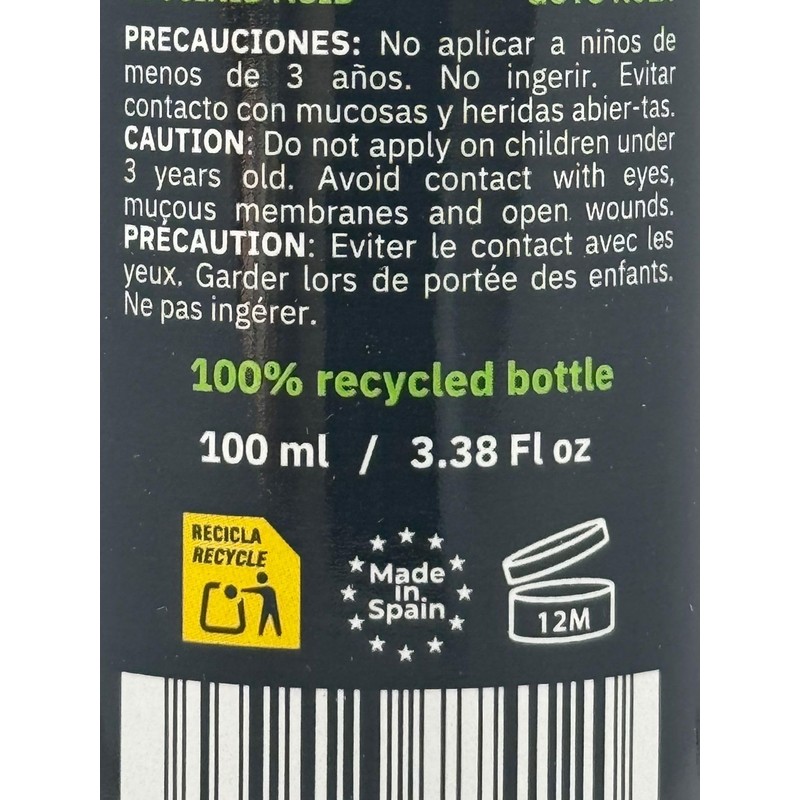 PRECAUCIONES: No aplicar a niños de
menos de 3 años. No ingerir. Evitar
contacto con mucosas y heridas abier-tas.
CAUTION: Do not apply on children under
3 years old. Avoid contact with eyes,
muçous membranes and open wounds.
PRÉCAUTION: Eviter le contact avec les
yeux. Garder lors de portée des enfants.
Ne pas ingérer.
100% recycled bottle
100 ml / 3.38 Fl oz
RECICLA
RECYCLE
Made
in
Spain
12M